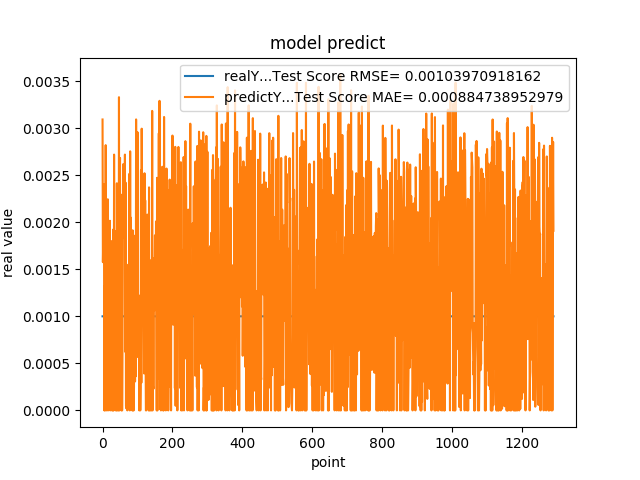 model predict
realY...Test Score RMSE= 0.00103970918162
predictY...Test Score MAE= 0.000884738952979
0.0035
0.0030
0.0025
0.0020
0.0015
0.0010
0.0005
0.0000
real value
0 200 400 600 800 1000 1200
point